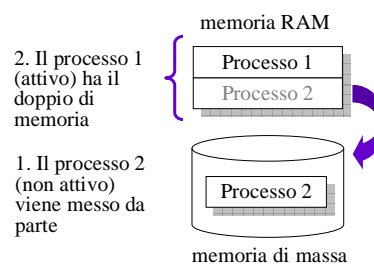 memoria RAM
2. Il processo 1
(attivo) ha il
doppio di
memoria
Processo 1
Processo 2
1. Il processo 2
(non attivo)
viene messo da
parte
Processo 2
memoria di massa